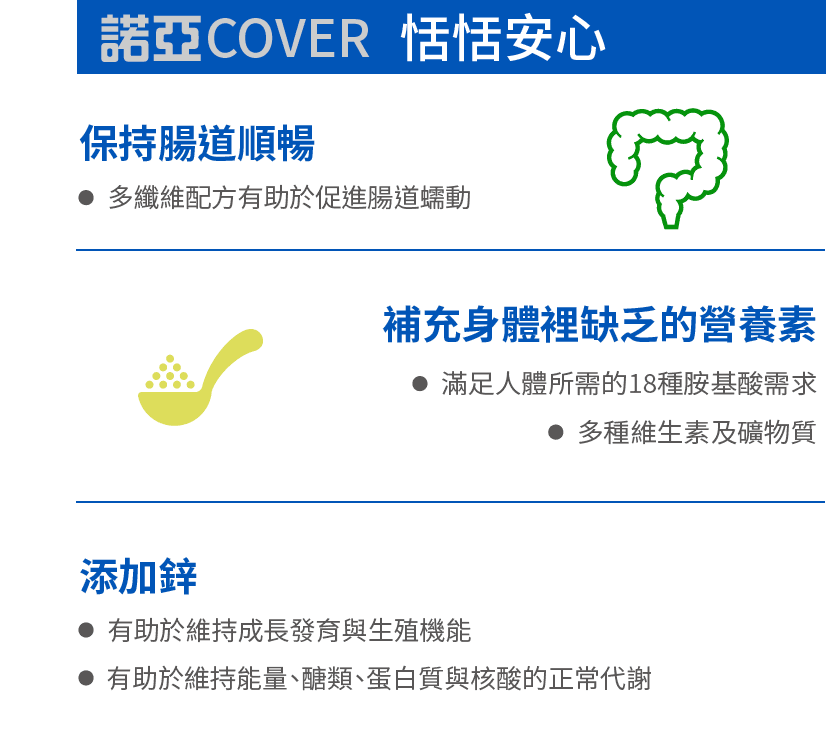 諾亞COVER 恬恬安心
保持腸道順暢
● 多纖維配方有助於促進腸道蠕動
補充身體裡缺乏的營養素
● 滿足人體所需的18種胺基酸需求
● 多種維生素及礦物質
添加鋅
● 有助於維持成長發育與生殖機能
● 有助於維持能量、醣類、蛋白質與核酸的正常代謝